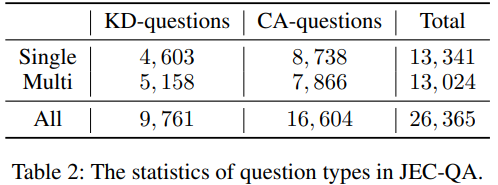 KD-questions CA-questions Total
Single 4,603 8,738 13,341
Multi 5,158 7,866 13,024
All 9,761 16,604 26,365
Table 2: The statistics of question types in JEC-QA.